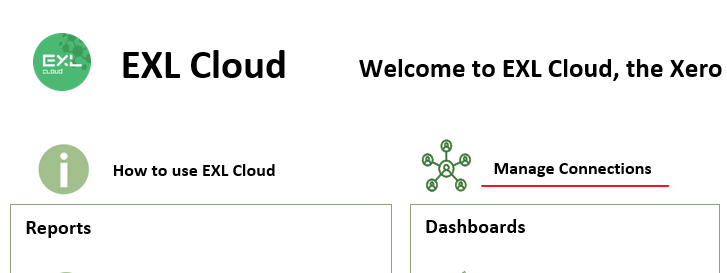 EXL
CLOUD
EXL Cloud
Welcome to EXL Cloud, the Xero
i
How to use EXL Cloud
Manage Connections
Reports
Dashboards